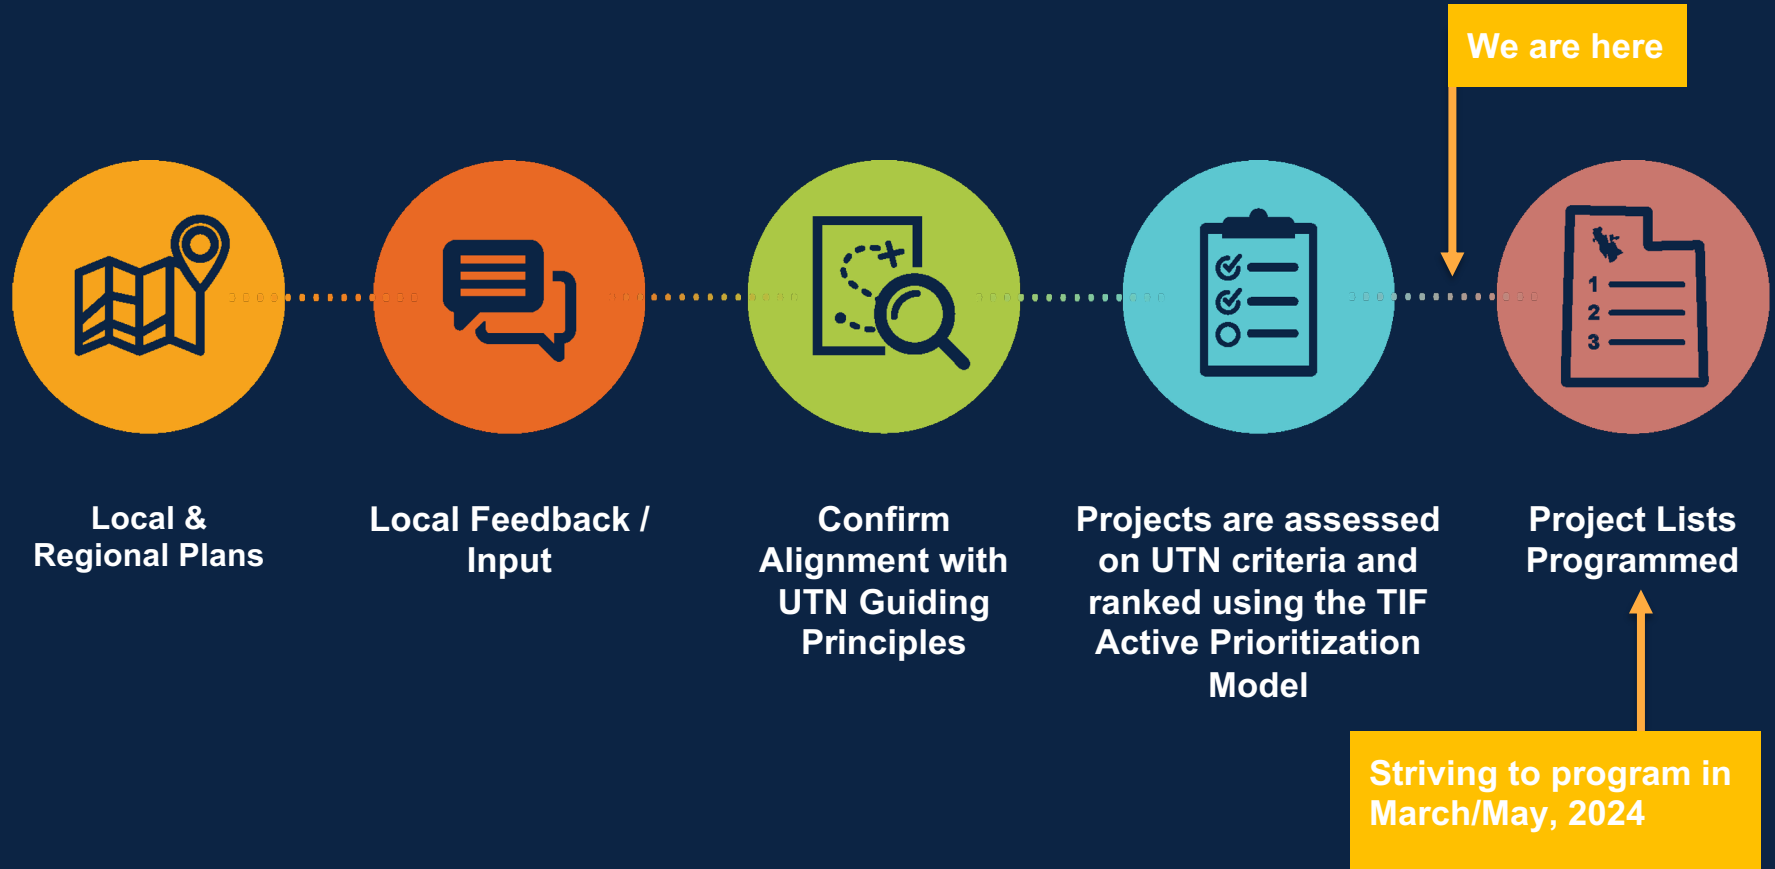 We are here
1
2
3
Local &
Regional Plans
Local Feedback /
Input
Confirm
Alignment with
UTN Guiding
Principles
Projects are assessed
on UTN criteria and
ranked using the TIF
Active Prioritization
Model
Project Lists
Programmed
Striving to program in
March/May, 2024